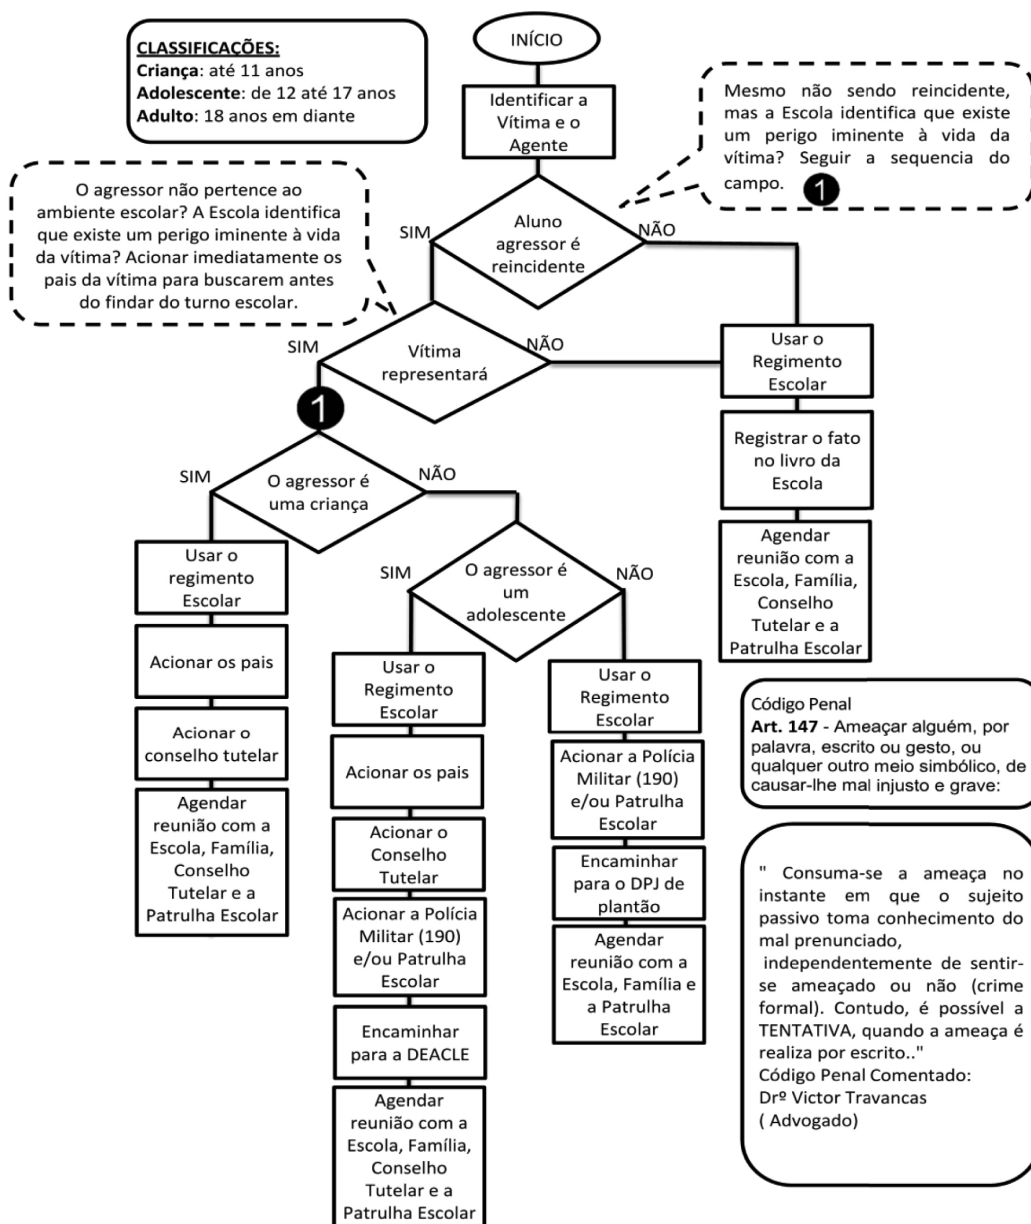 CLASSIFICAÇÕES:
Criança: até 11 anos
Adolescente: de 12 até 17 anos
Adulto: 18 anos em diante
INÍCIO
Identificar a
Vítima e o
Agente
Mesmo não sendo reincidente,
mas a Escola identifica que existe
um perigo iminente à vida da
vítima? Seguir a sequencia do
campo. 1
O agressor não pertence ao
ambiente escolar? A Escola identifica
que existe um perigo iminente à vida
da vítima? Acionar imediatamente os
pais da vítima para buscarem antes
do findar do turno escolar.
SIM
Aluno
agressor é
reincidente
NÃO
SIM
Vítima
representará
NÃO
Usar o
Regimento
Escolar
Registrar o fato
no livro da
Escola
Agendar
reunião com a
Escola, Família,
Conselho
Tutelar e a
Patrulha Escolar
1
SIM
O agressor é
uma criança
NÃO
Usar o
regimento
Escolar
Acionar os pais
Acionar o
conselho tutelar
Agendar
reunião com a
Escola, Família,
Conselho
Tutelar e a
Patrulha Escolar
SIM
O agressor é
um
adolescente
NÃO
Usar o
Regimento
Escolar
Acionar os pais
Acionar o
Conselho
Tutelar
Acionar a Polícia
Militar (190)
e/ou Patrulha
Escolar
Encaminhar
para a DEACLE
Agendar
reunião com a
Escola, Família,
Conselho
Tutelar e a
Patrulha Escolar
Usar o
Regimento
Escolar
Acionar a Polícia
Militar (190)
e/ou Patrulha
Escolar
Encaminhar
para o DPJ de
plantão
Agendar
reunião com a
Escola, Família e
a Patrulha
Escolar
Código Penal
Art. 147 - Ameaçar alguém, por
palavra, escrito ou gesto, ou
qualquer outro meio simbólico, de
causar-lhe mal injusto e grave:
" Consuma-se a ameaça no
instante em que o sujeito
passivo toma conhecimento do
mal prenunciado,
independentemente de sentir-
se ameaçado ou não (crime
formal). Contudo, é possível a
TENTATIVA, quando a ameaça é
realiza por escrito.."
Código Penal Comentado:
Drº Victor Travancas
( Advogado)